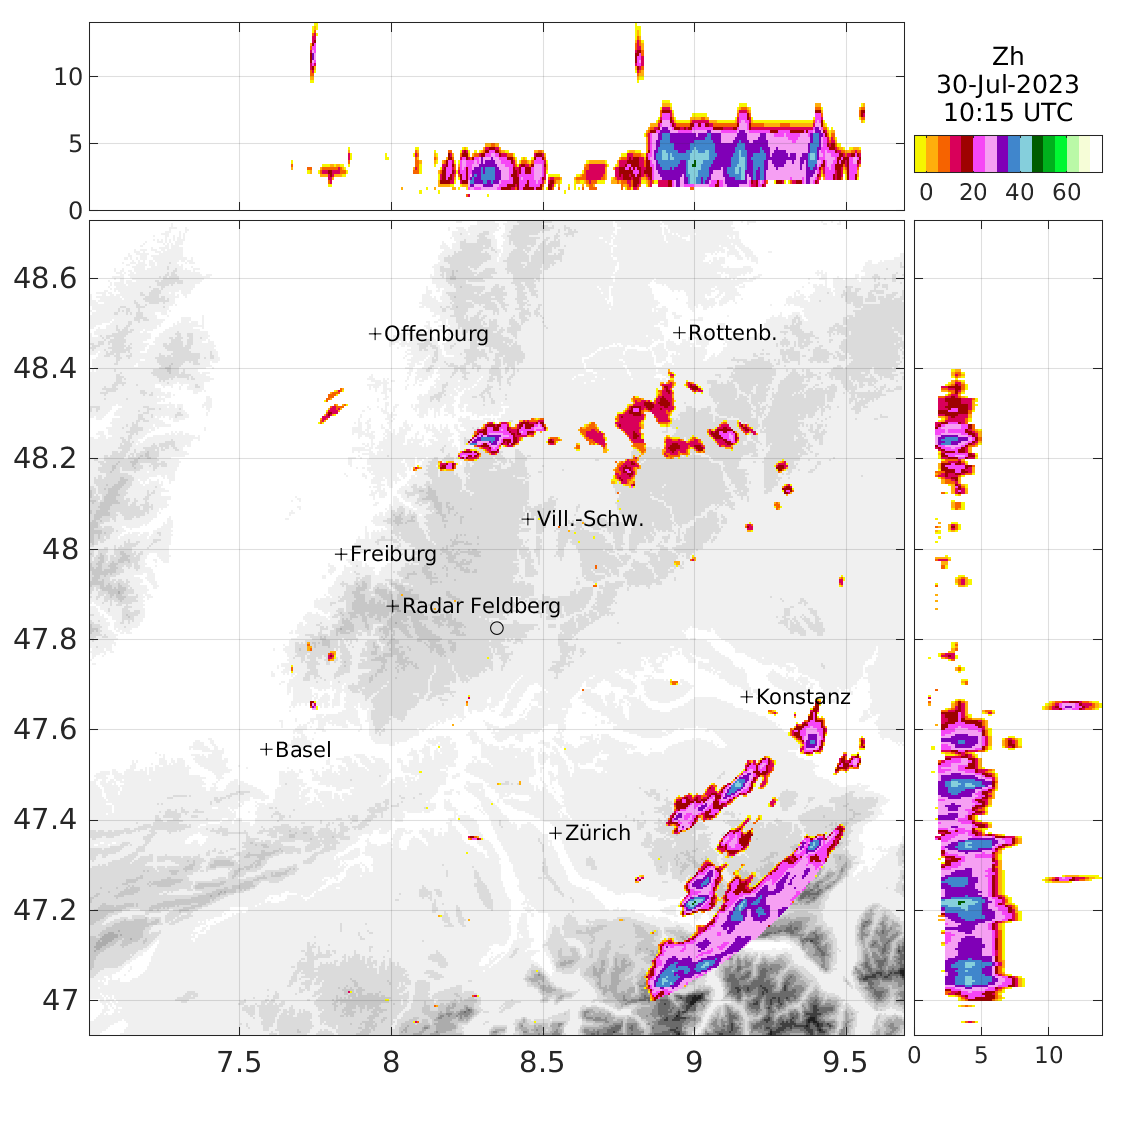 10
5
0
Zh
30-Jul-2023
10:15 UTC
0 20 40 60
48.6
48.4
48.2
48
47.8
47.6
47.4
47.2
47
+Offenburg
+Rottenb.
+Vill.-Schw.
+Freiburg
+Radar Feldberg
+Konstanz
+Basel
+Zürich
7.5 8 8.5 9 9.5
0 5 10